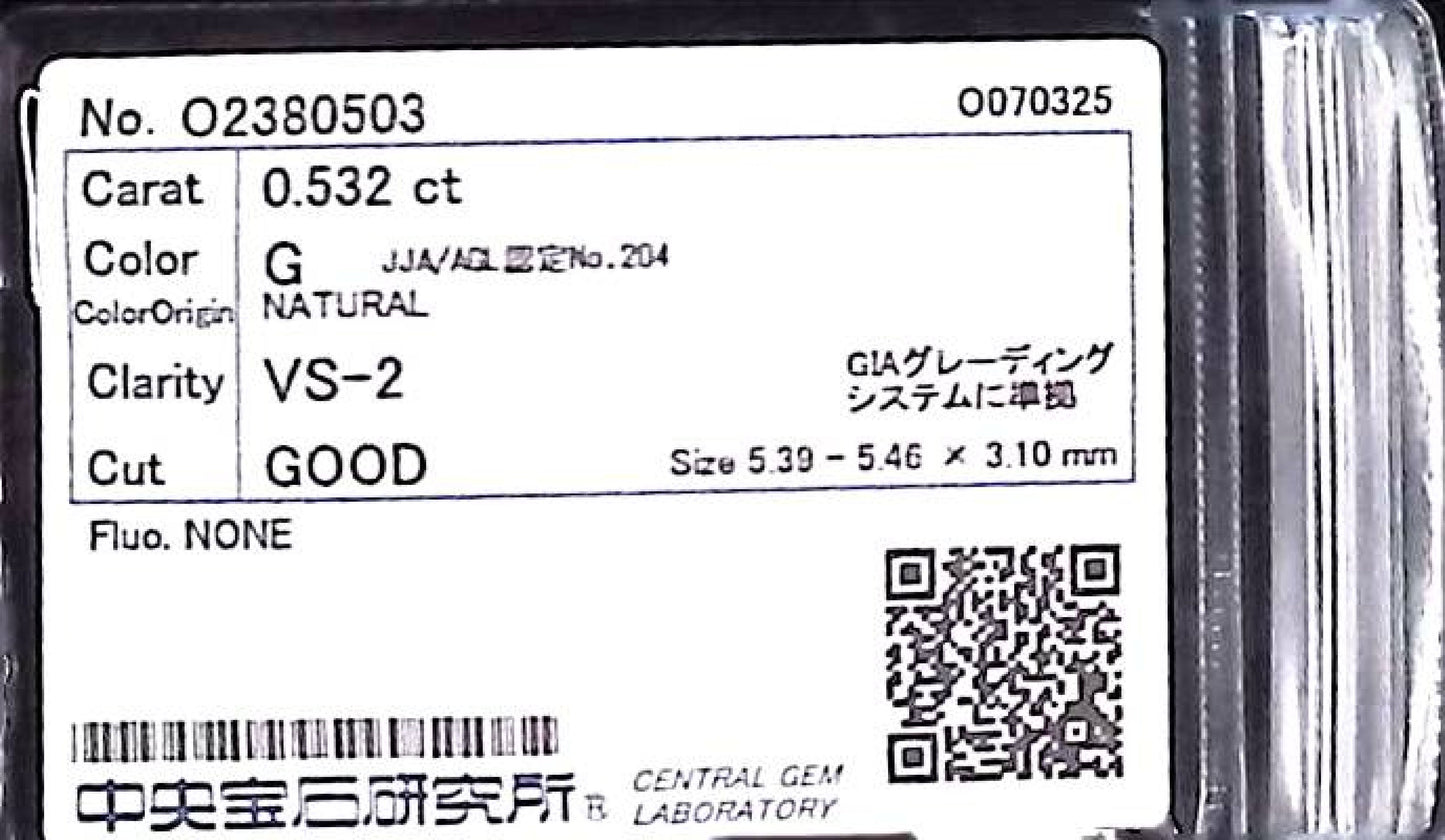 No. O2380503
O070325
Carat 0.532 ct
Color G JJA/AGL認定No.204
ColorOrigin NATURAL
Clarity VS-2
GIAグレーディング
システムに準拠
Cut GOOD Size 5.39 - 5.46 × 3.10 mm
Fluo. NONE
中央宝石研究所
CENTRAL GEM
LABORATORY